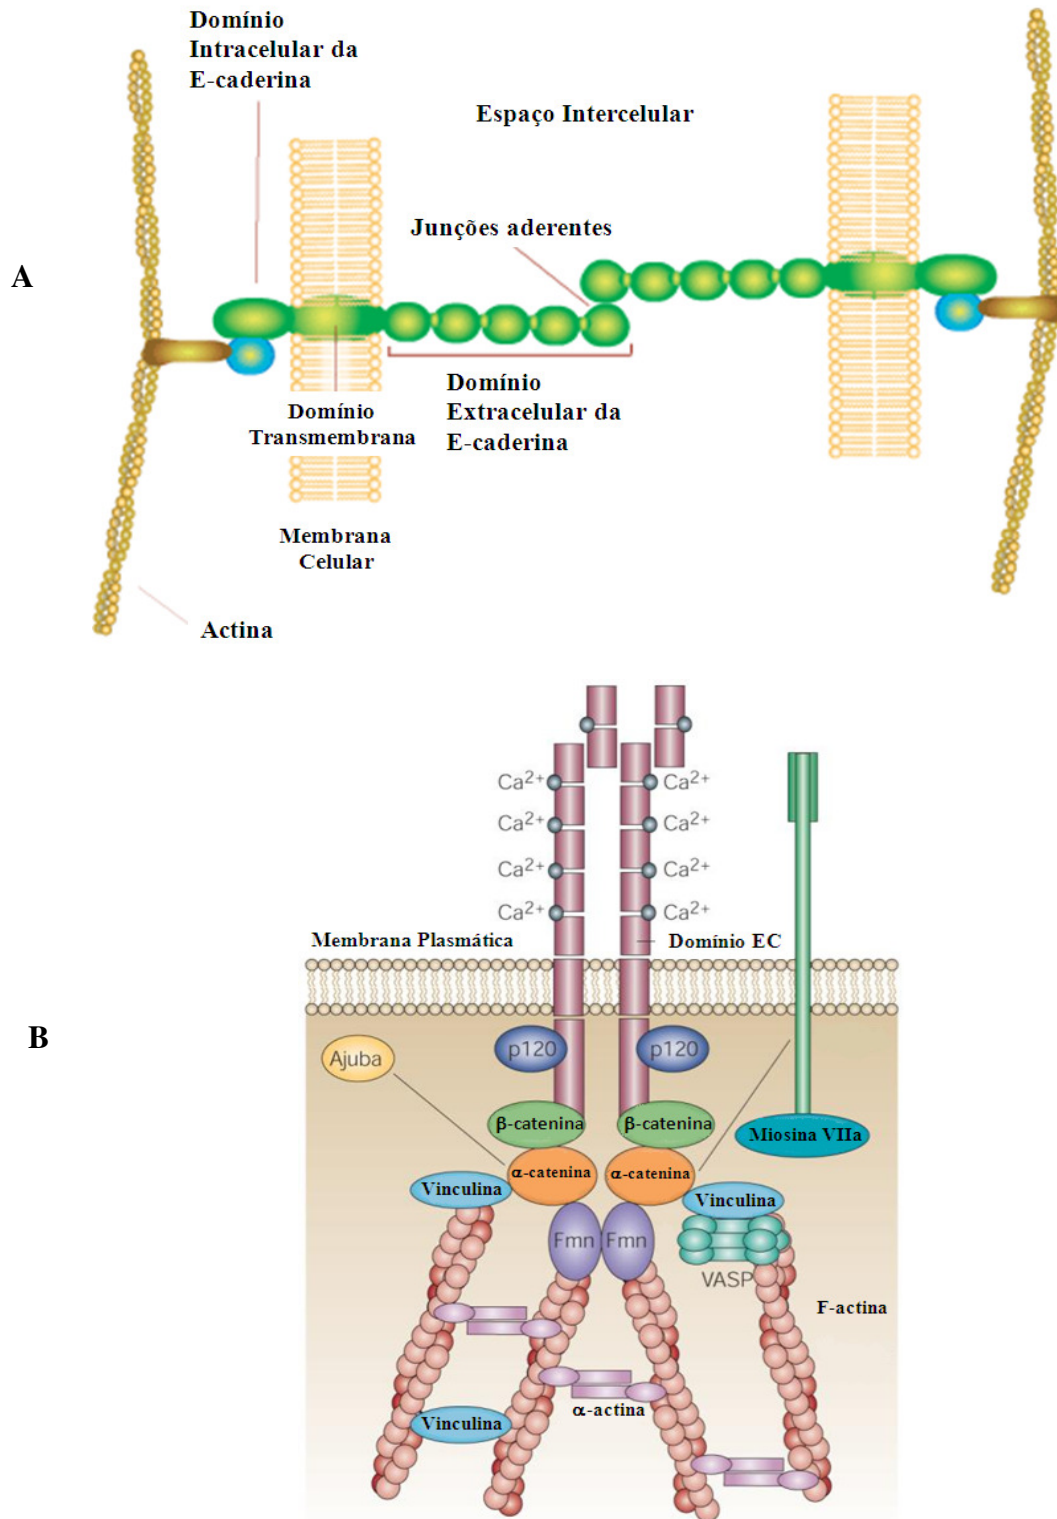 Domínio
Intracelular da
E-caderina
Espaço Intercelular
Junções aderentes
A
Domínio
Extracelular da
E-caderina
Domínio
Transmembrana
Membrana
Celular
Actina
Ca2+ Ca2+
Ca2+ Ca2+
Ca2+ Ca2+
Ca2+ Ca2+
Membrana Plasmática
Domínio EC
B
p120 p120
Ajuba
β-catenina β-catenina
Miosina VIIa
α-catenina α-catenina
Vinculina Vinculina
Fmn Fmn
VASP
F-actina
α-actina
Vinculina